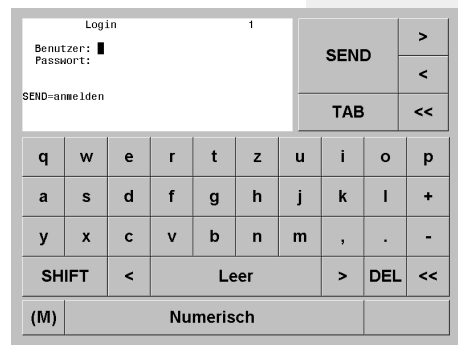 Login 1
Benutzer:
Passwort:
SEND=anmelden
SEND >
<
TAB <<
q w e r t z u i o p
a s d f g h j k l +
y x c v b n m , . -
SHIFT < Leer > DEL <<
(M) Numerisch